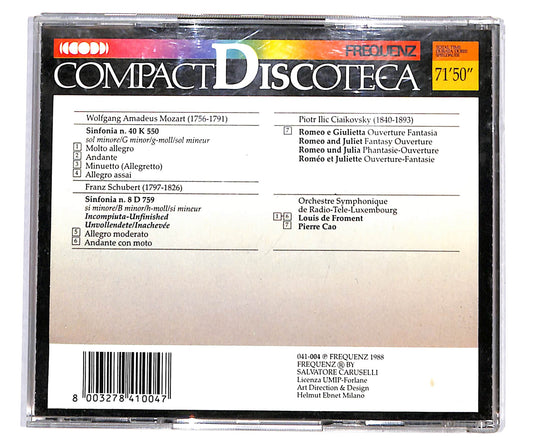 FREQUENZ
COMPACT DISCOTECA
TOTAL TIME
71'50"
Wolfgang Amadeus Mozart (1756-1791)
Sinfonia n. 40 K 550
sol minore/G minor/g-moll/sol mineur
1 Molto allegro
2 Andante
3 Minuetto (Allegretto)
4 Allegro assai
Franz Schubert (1797-1826)
Sinfonia n. 8 D 759
si minore/B minor/h-moll/si mineur
Incompiuta-Unfinished
Unvollendete/Inachevée
5 Allegro moderato
6 Andante con moto
Piotr Ilic Ciaikovsky (1840-1893)
7 Romeo e Giulietta Ouverture Fantasia
Romeo and Juliet Fantasy Ouverture
Romeo und Julia Phantasie-Ouverture
Roméo et Juliette Ouverture-Fantasie
Orchestre Symphonique
de Radio-Tele-Luxembourg
1-6 Louis de Froment
7 Pierre Cao
8 003278 410047
041-004 ℗ FREQUENZ 1988
FREQUENZ ® BY
SALVATORE CARUSELLI
Licenza UMIP-Forlane
Art Direction & Design
Helmut Ebnet Milano